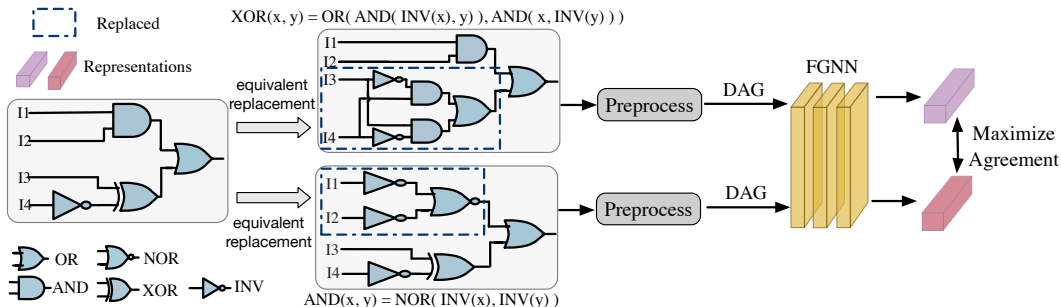 XOR(x, y) = OR( AND( INV(x), y) ), AND( x, INV(y) ) )
Replaced
Representations
I1
I2
I3
I4
OR
NOR
AND
XOR
INV
equivalent
replacement
equivalent
replacement
I1
I2
I3
I4
I1
I2
I3
I4
AND(x, y) = NOR( INV(x), INV(y) )
Preprocess
Preprocess
DAG
DAG
FGNN
Maximize
Agreement